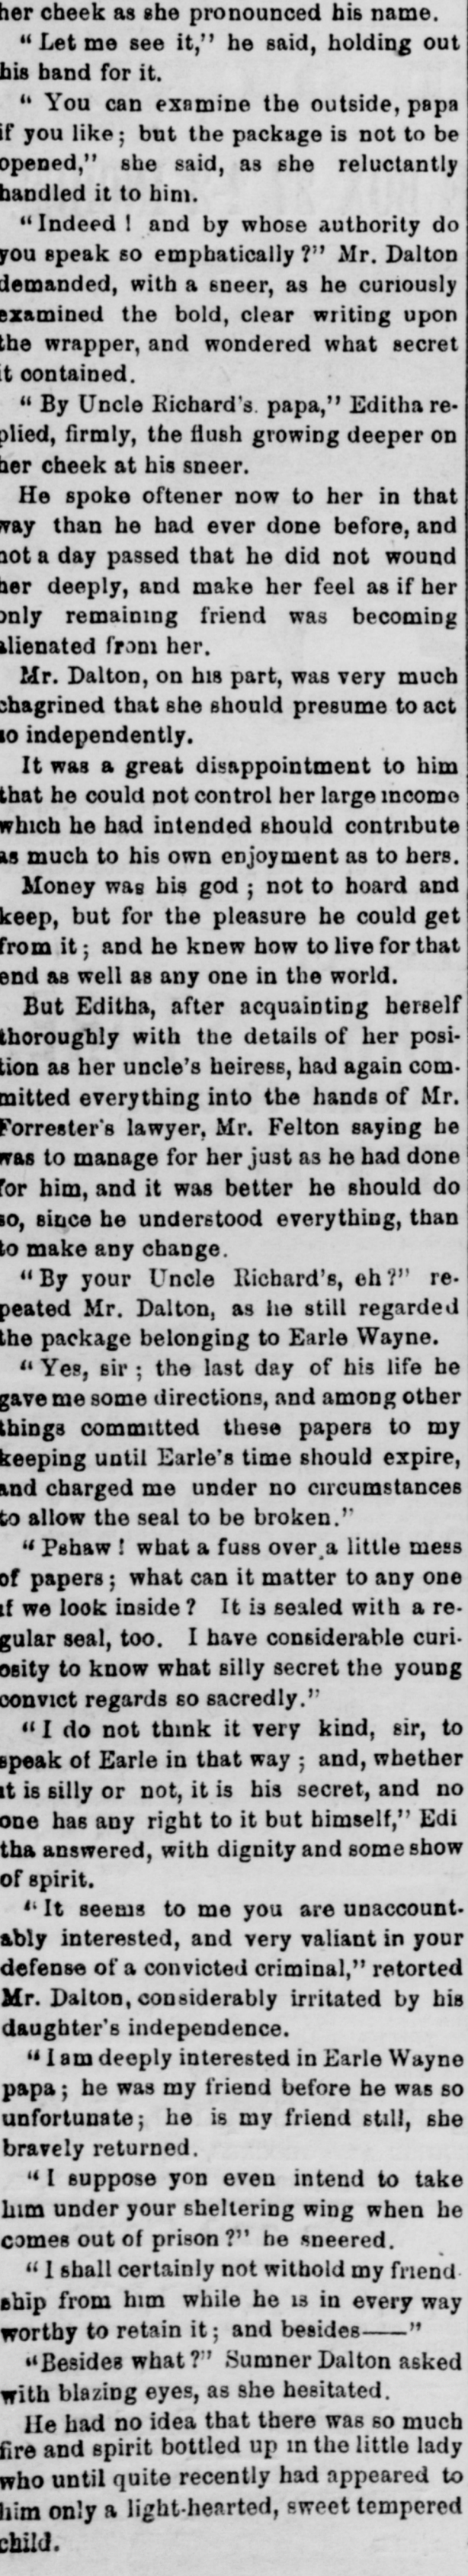 her cheek as she pronounced his name.
"Let me see it," he said, holding out
his hand for it.
" You can examine the outside, papa
if you like; but the package is not to be
opened," she said, as she reluctantly
handled it to him.
"Indeed ! and by whose authority do
you speak so emphatically ?" Mr. Dalton
demanded, with a sneer, as he curiously
examined the bold, clear writing upon
the wrapper, and wondered what secret
it contained.
" By Uncle Richard's. papa," Editha re-
plied, firmly, the flush growing deeper on
her cheek at his sneer.
He spoke oftener now to her in that
way than he had ever done before, and
not a day passed that he did not wound
her deeply, and make her feel as if her
only remaining friend was becoming
alienated from her.
Mr. Dalton, on his part, was very much
chagrined that she should presume to act
so independently.
It was a great disappointment to him
that he could not control her large income
which he had intended should contribute
as much to his own enjoyment as to hers.
Money was his god ; not to hoard and
keep, but for the pleasure he could get
from it; and he knew how to live for that
end as well as any one in the world.
But Editha, after acquainting herself
thoroughly with the details of her posi-
tion as her uncle's heiress, had again com-
mitted everything into the hands of Mr.
Forrester's lawyer, Mr. Felton saying he
was to manage for her just as he had done
for him, and it was better he should do
so, since he understood everything, than
to make any change.
"By your Uncle Richard's, eh?" re-
peated Mr. Dalton, as he still regarded
the package belonging to Earle Wayne.
"Yes, sir ; the last day of his life he
gave me some directions, and among other
things committed these papers to my
keeping until Earle's time should expire,
and charged me under no circumstances
to allow the seal to be broken."
"Pshaw ! what a fuss over a little mess
of papers; what can it matter to any one
if we look inside ? It is sealed with a re-
gular seal, too. I have considerable curi-
osity to know what silly secret the young
convict regards so sacredly."
"I do not think it very kind, sir, to
speak of Earle in that way ; and, whether
it is silly or not, it is his secret, and no
one has any right to it but himself," Edi
tha answered, with dignity and some show
of spirit.
"It seems to me you are unaccount-
ably interested, and very valiant in your
defense of a convicted criminal," retorted
Mr. Dalton, considerably irritated by his
daughter's independence.
"I am deeply interested in Earle Wayne
papa; he was my friend before he was so
unfortunate; he is my friend still, she
bravely returned.
"I suppose yon even intend to take
him under your sheltering wing when he
comes out of prison ?" he sneered.
"I shall certainly not withold my friend
ship from him while he is in every way
worthy to retain it; and besides——"
"Besides what ?" Sumner Dalton asked
with blazing eyes, as she hesitated.
He had no idea that there was so much
fire and spirit bottled up in the little lady
who until quite recently had appeared to
him only a light-hearted, sweet tempered
child.